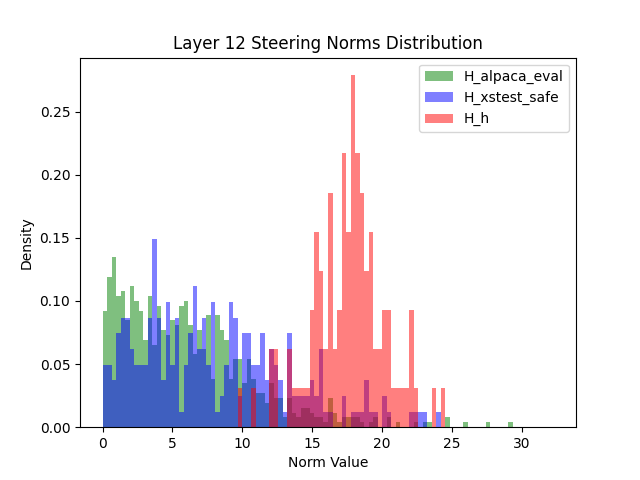 Layer 12 Steering Norms Distribution
H_alpaca_eval
H_xstest_safe
H_h
Density
0.25
0.20
0.15
0.10
0.05
0.00
0 5 10 15 20 25 30
Norm Value